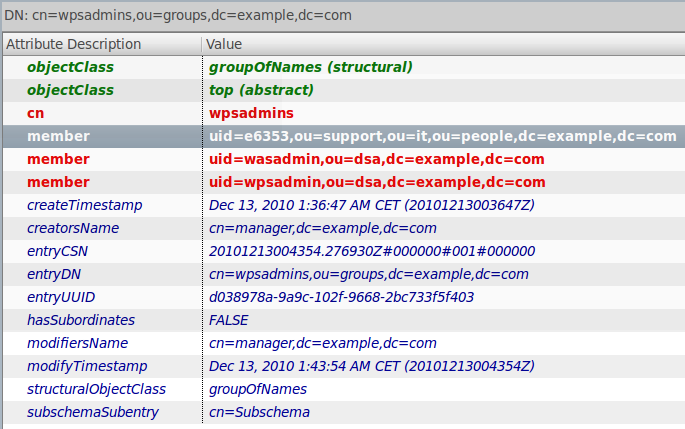 DN: cn=wpsadmins,ou=groups,dc=example,dc=com
Attribute Description Value
objectClass groupOfNames (structural)
objectClass top (abstract)
cn wpsadmins
member uid=e6353,ou=support,ou=it,ou=people,dc=example,dc=com
member uid=wasadmin,ou=dsa,dc=example,dc=com
member uid=wpsadmin,ou=dsa,dc=example,dc=com
createTimestamp Dec 13, 2010 1:36:47 AM CET (20101213003647Z)
creatorsName cn=manager,dc=example,dc=com
entryCSN 20101213004354.276930Z#000000#001#000000
entryDN cn=wpsadmins,ou=groups,dc=example,dc=com
entryUUID d038978a-9a9c-102f-9668-2bc733f5f403
hasSubordinates FALSE
modifiersName cn=manager,dc=example,dc=com
modifyTimestamp Dec 13, 2010 1:43:54 AM CET (20101213004354Z)
structuralObjectClass groupOfNames
subschemaSubentry cn=Subschema